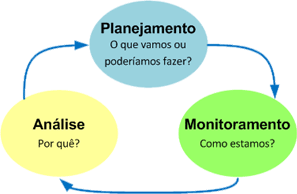 Planejamento
O que vamos ou
poderíamos fazer?
Análise
Por quê?
Monitoramento
Como estamos?